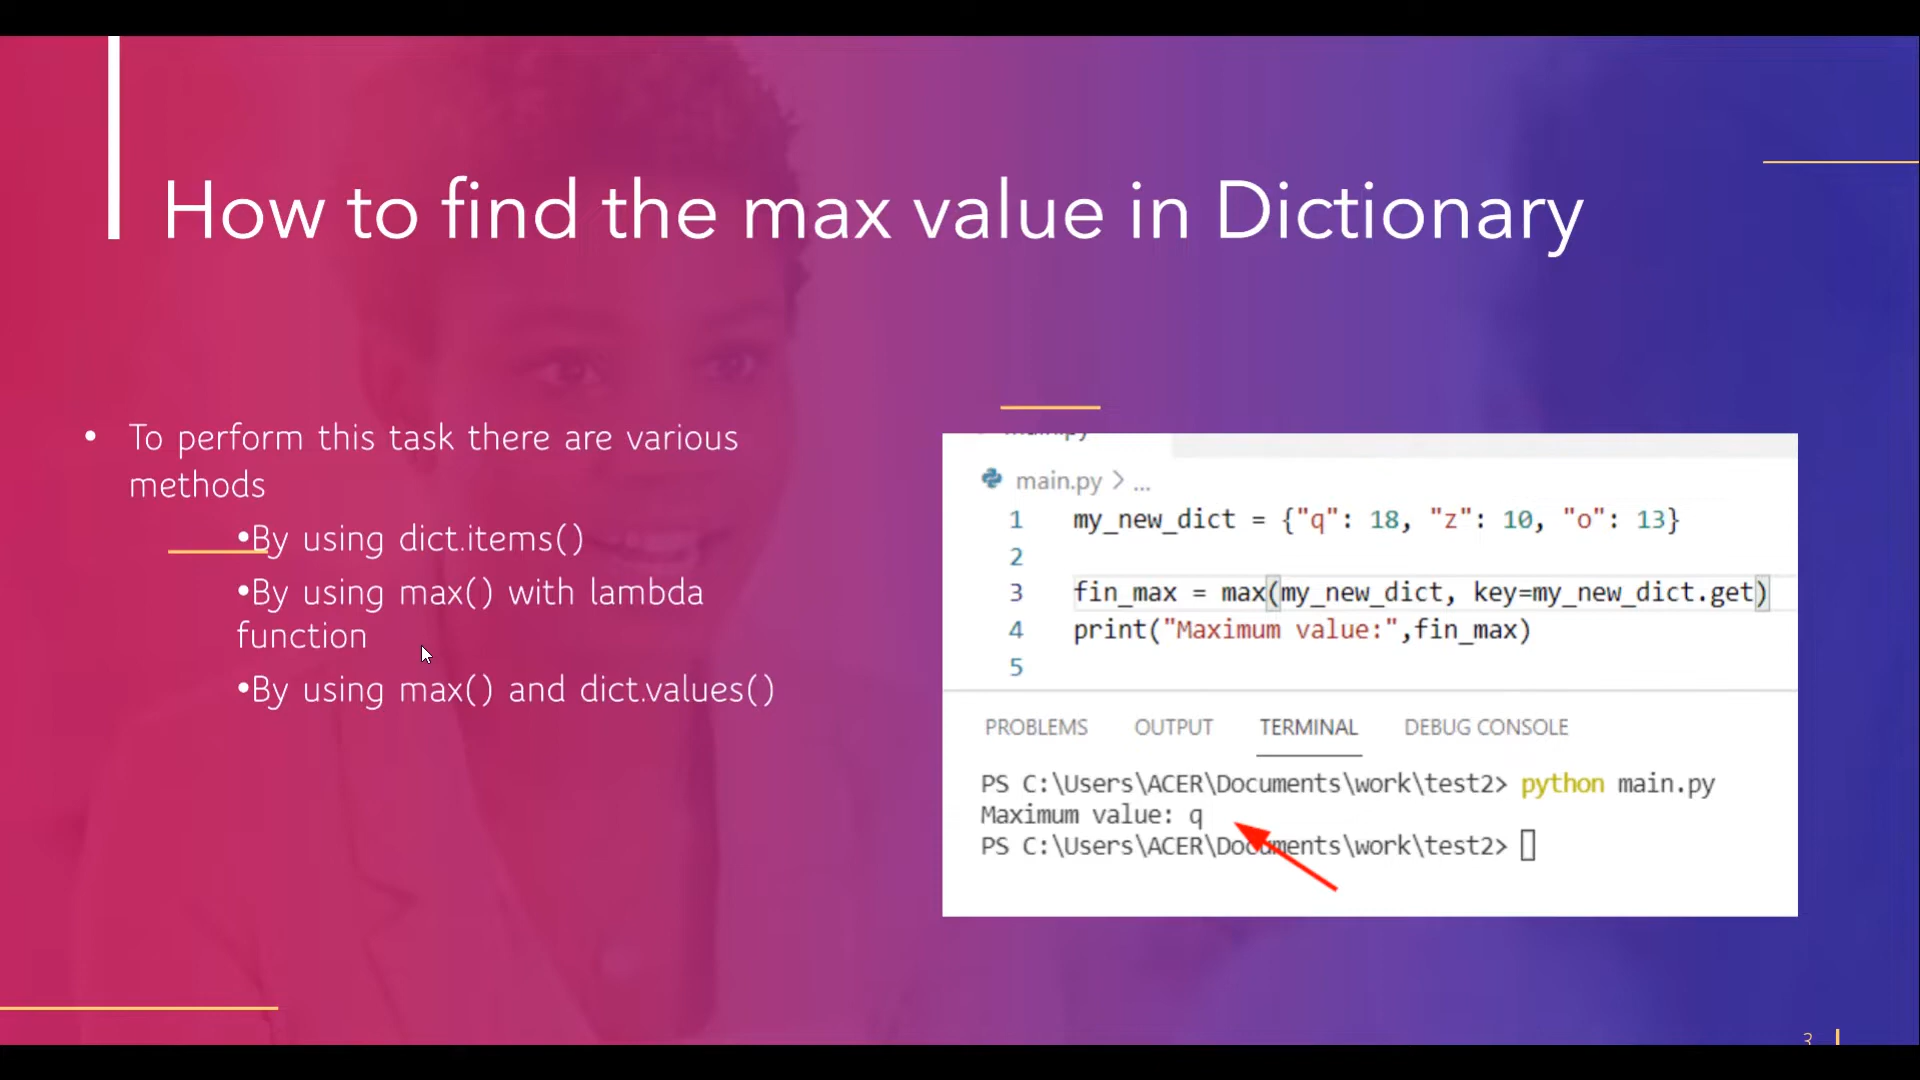 How to find the max value in Dictionary
• To perform this task there are various
methods
•By using dict.items()
•By using max() with lambda
function
•By using max() and dict.values()
main.py > ...
1 my_new_dict = {"q": 18, "z": 10, "o": 13}
2
3 fin_max = max(my_new_dict, key=my_new_dict.get)
4 print("Maximum value:",fin_max)
5
PROBLEMS OUTPUT TERMINAL DEBUG CONSOLE
PS C:\Users\ACER\Documents\work\test2> python main.py
Maximum value: q
PS C:\Users\ACER\Documents\work\test2>
3